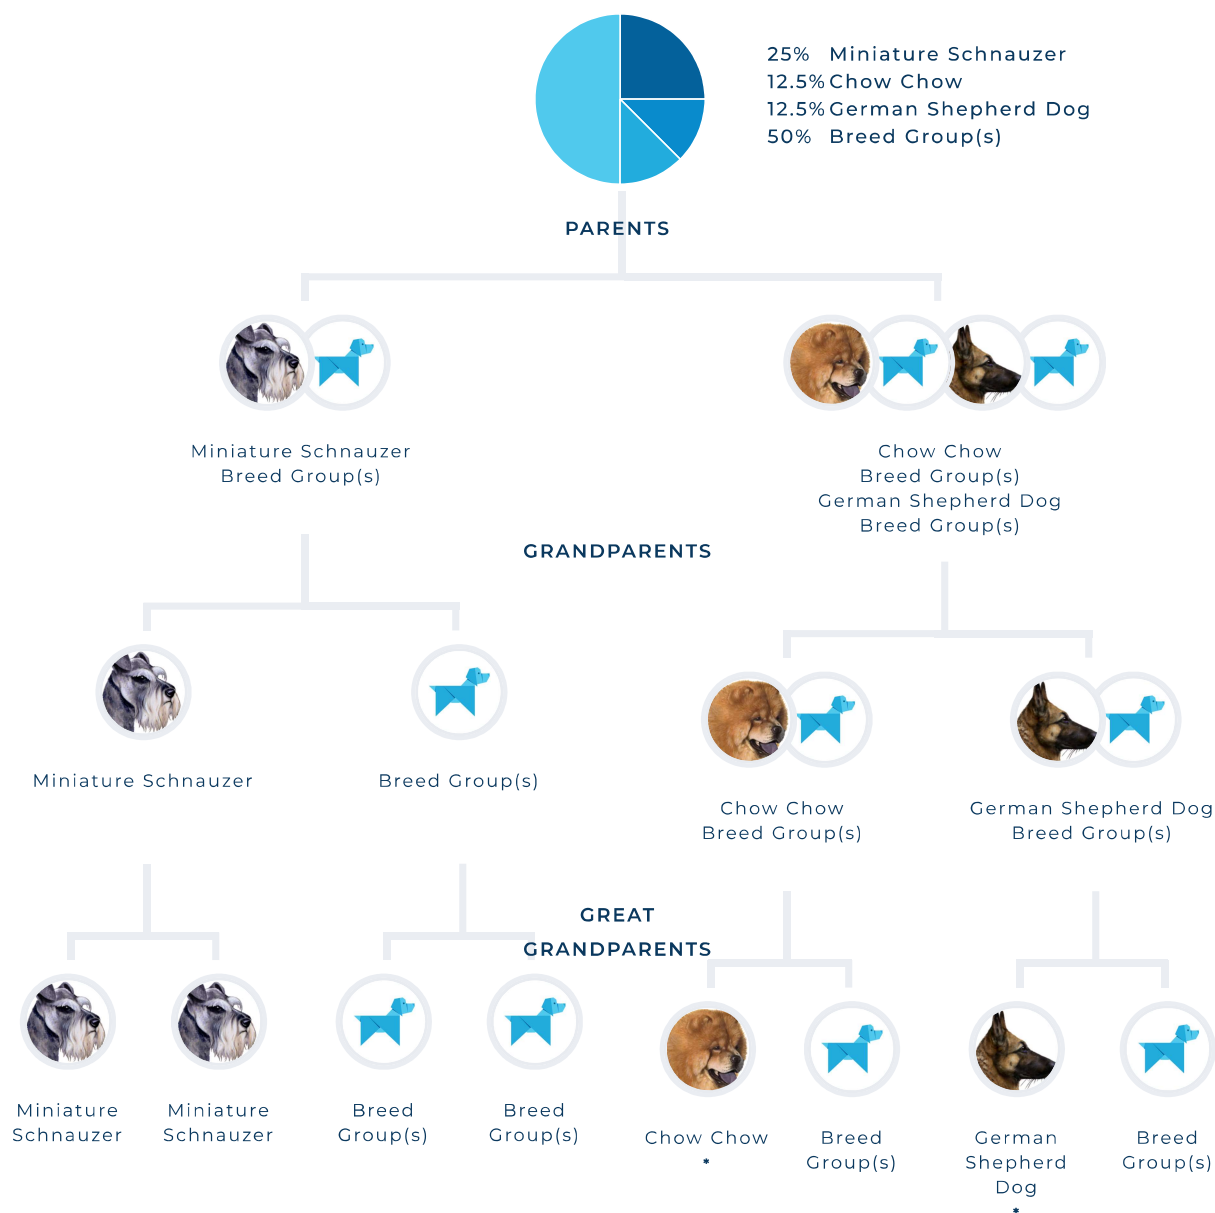 25% Miniature Schnauzer
12.5% Chow Chow
12.5% German Shepherd Dog
50% Breed Group(s)
PARENTS
Miniature Schnauzer
Breed Group(s)
Chow Chow
Breed Group(s)
German Shepherd Dog
Breed Group(s)
GRANDPARENTS
Miniature Schnauzer
Breed Group(s)
Chow Chow
Breed Group(s)
German Shepherd Dog
Breed Group(s)
GREAT
GRANDPARENTS
Miniature
Schnauzer
Miniature
Schnauzer
Breed
Group(s)
Breed
Group(s)
Chow Chow
*
Breed
Group(s)
German
Shepherd
Dog
*
Breed
Group(s)